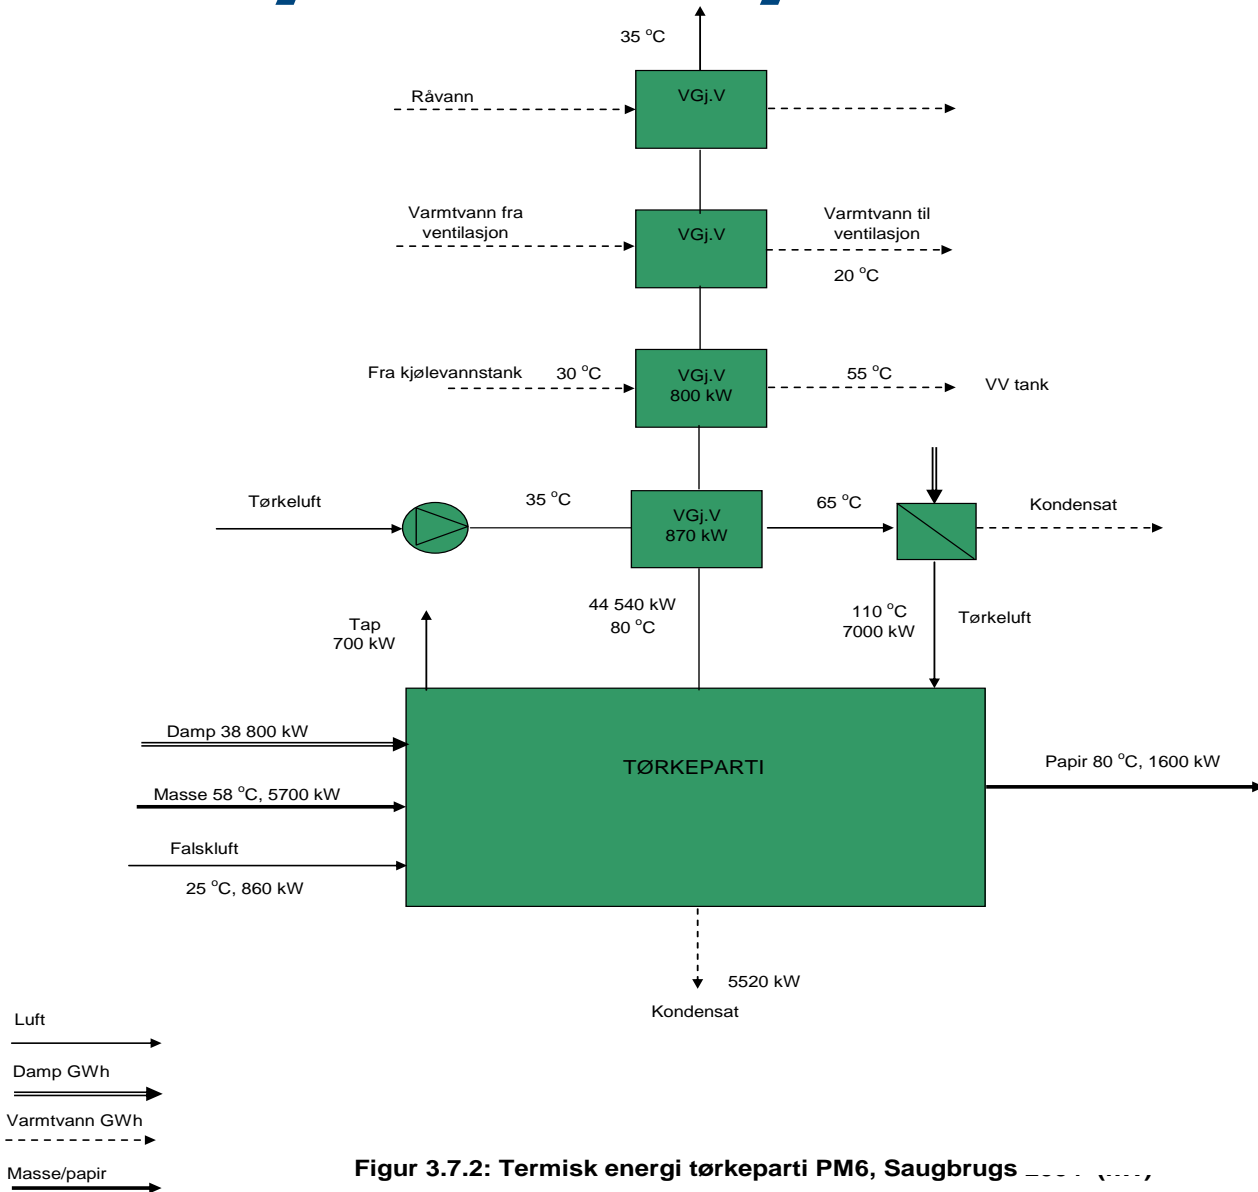 35 °C
VGj.V
Råvann
Varmtvann fra
ventilasjon
VGj.V
Varmtvann til
ventilasjon
20 °C
Fra kjølevannstank
30 °C
VGj.V
800 kW
55 °C
VV tank
Tørkeluft
35 °C
VGj.V
870 kW
65 °C
Kondensat
44 540 kW
80 °C
110 °C
7000 kW
Tørkeluft
Tap
700 kW
Damp 38 800 kW
TØRKEPARTI
Papir 80 °C, 1600 kW
Masse 58 °C, 5700 kW
Falskluft
25 °C, 860 kW
5520 kW
Kondensat
Luft
Damp GWh
Varmtvann GWh
Masse/papir
Figur 3.7.2: Termisk energi tørkeparti PM6, Saugbrugs